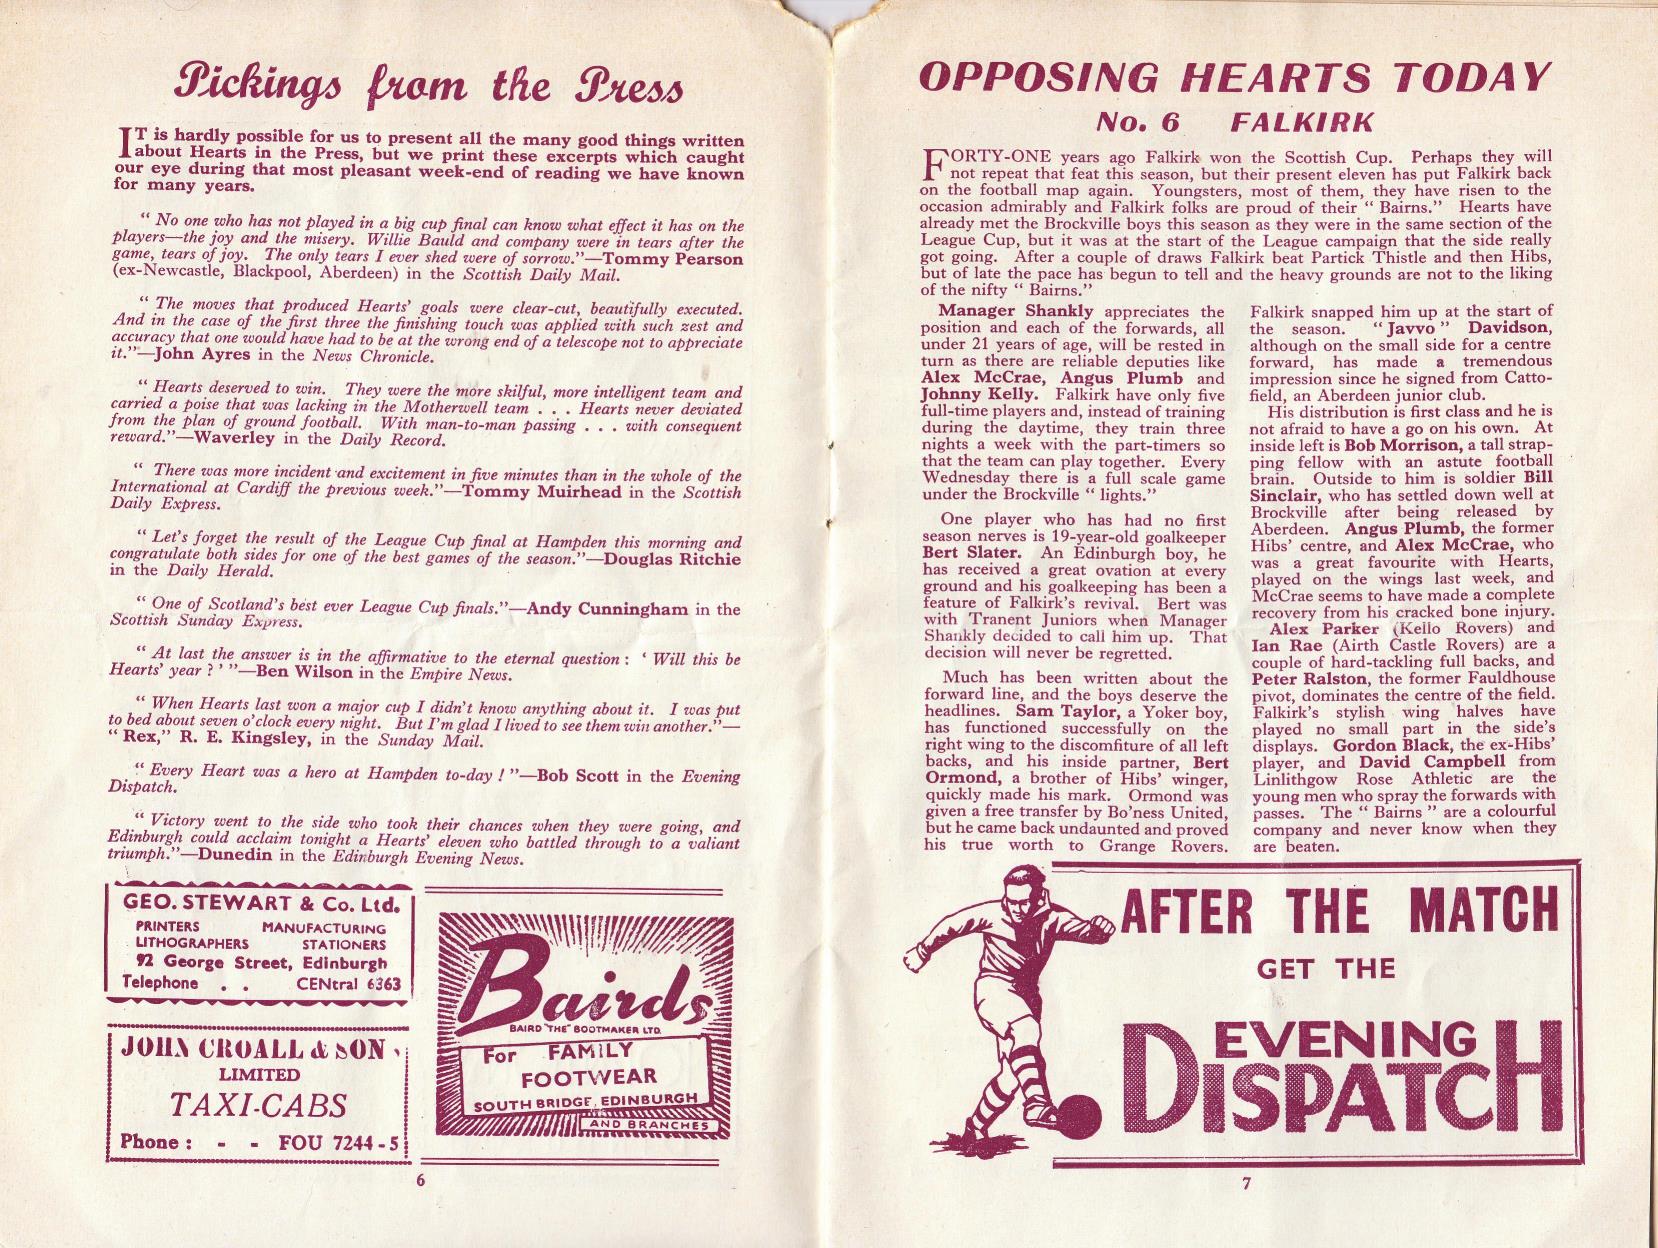 Pickings from the Press
IT is hardly possible for us to present all the many good things written
about Hearts in the Press, but we print these excerpts which caught
our eye during that most pleasant week-end of reading we have known
for many years.
“ No one who has not played in a big cup final can know what effect it has on the
players—the joy and the misery. Willie Bauld and company were in tears after the
game, tears of joy. The only tears I ever shed were of sorrow.”—Tommy Pearson
(ex-Newcastle, Blackpool, Aberdeen) in the Scottish Daily Mail.
“ The moves that produced Hearts’ goals were clear-cut, beautifully executed.
And in the case of the first three the finishing touch was applied with such zest and
accuracy that one would have had to be at the wrong end of a telescope not to appreciate
it.”—John Ayres in the News Chronicle.
“ Hearts deserved to win. They were the more skilful, more intelligent team and
carried a poise that was lacking in the Motherwell team . . . Hearts never deviated
from the plan of ground football. With man-to-man passing . . . with consequent
reward.”—Waverley in the Daily Record.
“ There was more incident and excitement in five minutes than in the whole of the
International at Cardiff the previous week.”—Tommy Muirhead in the Scottish
Daily Express.
“ Let’s forget the result of the League Cup final at Hampden this morning and
congratulate both sides for one of the best games of the season.”—Douglas Ritchie
in the Daily Herald.
“ One of Scotland’s best ever League Cup finals.”—Andy Cunningham in the
Scottish Sunday Express.
“ At last the answer is in the affirmative to the eternal question : ‘ Will this be
Hearts’ year ? ’ ”—Ben Wilson in the Empire News.
“ When Hearts last won a major cup I didn’t know anything about it. I was put
to bed about seven o’clock every night. But I’m glad I lived to see them win another.”—
“ Rex,” R. E. Kingsley, in the Sunday Mail.
“ Every Heart was a hero at Hampden to-day ! ”—Bob Scott in the Evening
Dispatch.
“ Victory went to the side who took their chances when they were going, and
Edinburgh could acclaim tonight a Hearts’ eleven who battled through to a valiant
triumph.”—Dunedin in the Edinburgh Evening News.
GEO. STEWART & Co. Ltd.
PRINTERS MANUFACTURING
LITHOGRAPHERS STATIONERS
92 George Street, Edinburgh
Telephone . . CENtral 6363
JOHN CROALL & SON
LIMITED
TAXI-CABS
Phone : - - FOU 7244-5
Bairds
BAIRD "THE" BOOTMAKER LTD.
For FAMILY
FOOTWEAR
SOUTH BRIDGE, EDINBURGH
AND BRANCHES
6
OPPOSING HEARTS TODAY
No. 6 FALKIRK
FORTY-ONE years ago Falkirk won the Scottish Cup. Perhaps they will
not repeat that feat this season, but their present eleven has put Falkirk back
on the football map again. Youngsters, most of them, they have risen to the
occasion admirably and Falkirk folks are proud of their “ Bairns.” Hearts have
already met the Brockville boys this season as they were in the same section of the
League Cup, but it was at the start of the League campaign that the side really
got going. After a couple of draws Falkirk beat Partick Thistle and then Hibs,
but of late the pace has begun to tell and the heavy grounds are not to the liking
of the nifty “ Bairns.”
Manager Shankly appreciates the
position and each of the forwards, all
under 21 years of age, will be rested in
turn as there are reliable deputies like
Alex McCrae, Angus Plumb and
Johnny Kelly. Falkirk have only five
full-time players and, instead of training
during the daytime, they train three
nights a week with the part-timers so
that the team can play together. Every
Wednesday there is a full scale game
under the Brockville “ lights.”
One player who has had no first
season nerves is 19-year-old goalkeeper
Bert Slater. An Edinburgh boy, he
has received a great ovation at every
ground and his goalkeeping has been a
feature of Falkirk’s revival. Bert was
with Tranent Juniors when Manager
Shankly decided to call him up. That
decision will never be regretted.
Much has been written about the
forward line, and the boys deserve the
headlines. Sam Taylor, a Yoker boy,
has functioned successfully on the
right wing to the discomfiture of all left
backs, and his inside partner, Bert
Ormond, a brother of Hibs’ winger,
quickly made his mark. Ormond was
given a free transfer by Bo’ness United,
but he came back undaunted and proved
his true worth to Grange Rovers.
Falkirk snapped him up at the start of
the season. “ Javvo ” Davidson,
although on the small side for a centre
forward, has made a tremendous
impression since he signed from Catto-
field, an Aberdeen junior club.
His distribution is first class and he is
not afraid to have a go on his own. At
inside left is Bob Morrison, a tall strap-
ping fellow with an astute football
brain. Outside to him is soldier Bill
Sinclair, who has settled down well at
Brockville after being released by
Aberdeen. Angus Plumb, the former
Hibs’ centre, and Alex McCrae, who
was a great favourite with Hearts,
played on the wings last week, and
McCrae seems to have made a complete
recovery from his cracked bone injury.
Alex Parker (Kello Rovers) and
Ian Rae (Airth Castle Rovers) are a
couple of hard-tackling full backs, and
Peter Ralston, the former Fauldhouse
pivot, dominates the centre of the field.
Falkirk’s stylish wing halves have
played no small part in the side’s
displays. Gordon Black, the ex-Hibs’
player, and David Campbell from
Linlithgow Rose Athletic are the
young men who spray the forwards with
passes. The “ Bairns ” are a colourful
company and never know when they
are beaten.
AFTER THE MATCH
GET THE
EVENING
DISPATCH
7